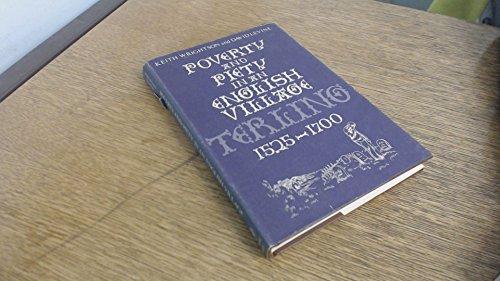 KEITH WRIGHTSON and DAVID LEVINE
POVERTY
AND
PIETY
IN AN
ENGLISH
VILLAGE
TERLING
1525-1700